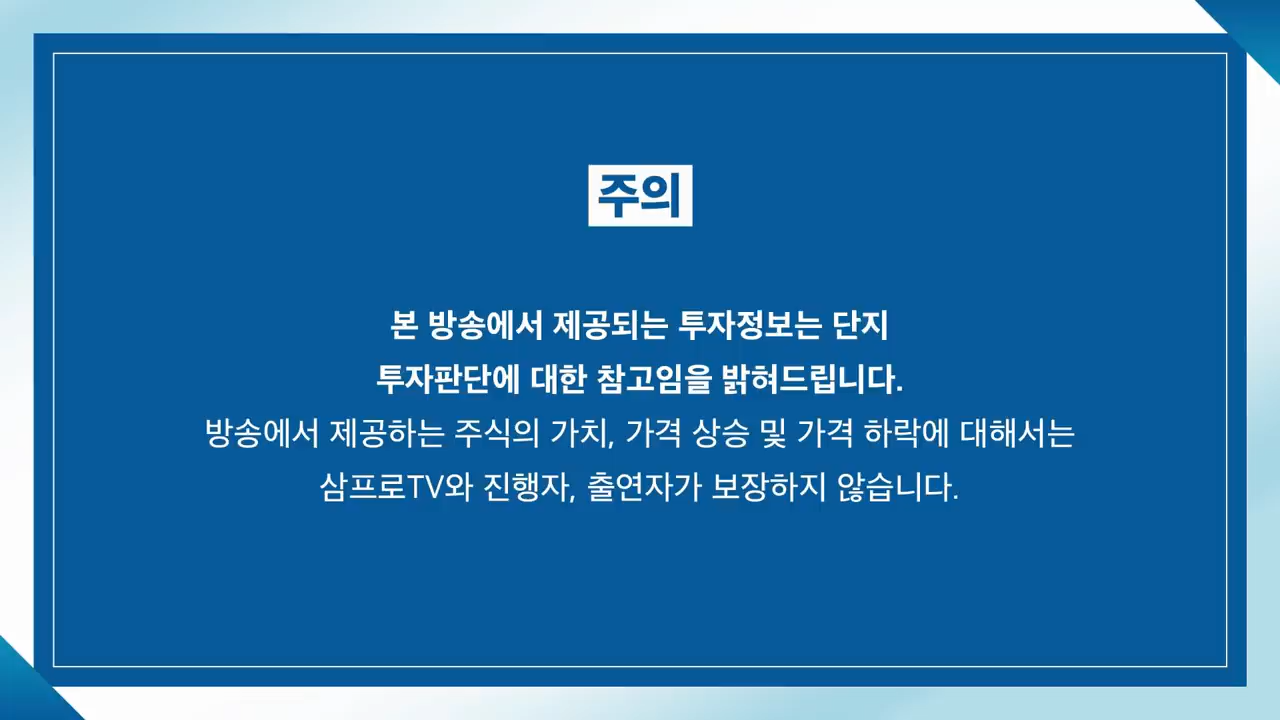 주의
본 방송에서 제공되는 투자정보는 단지
투자판단에 대한 참고임을 밝혀드립니다.
방송에서 제공하는 주식의 가치, 가격 상승 및 가격 하락에 대해서는
삼프로TV와 진행자, 출연자가 보장하지 않습니다.